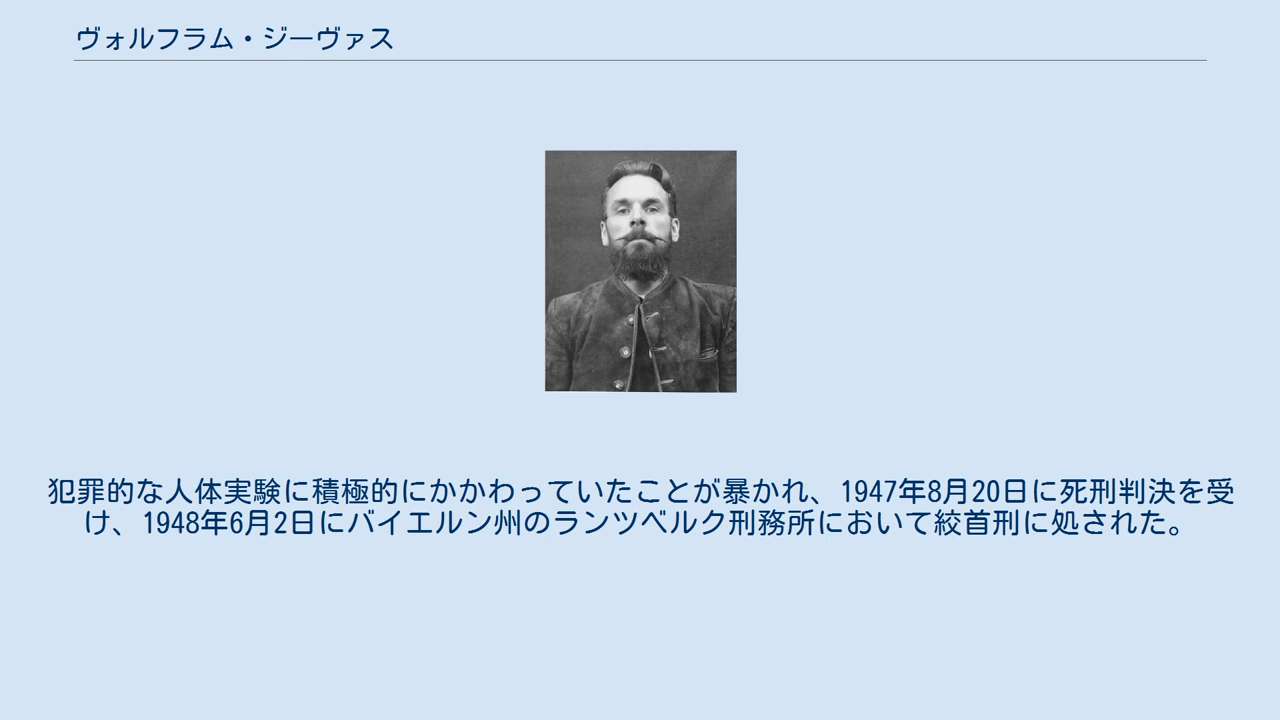 ヴォルフラム・ジーヴァス
犯罪的な人体実験に積極的にかかわっていたことが暴かれ、1947年8月20日に死刑判決を受
け、1948年6月2日にバイエルン州のランツベルク刑務所において絞首刑に処された。